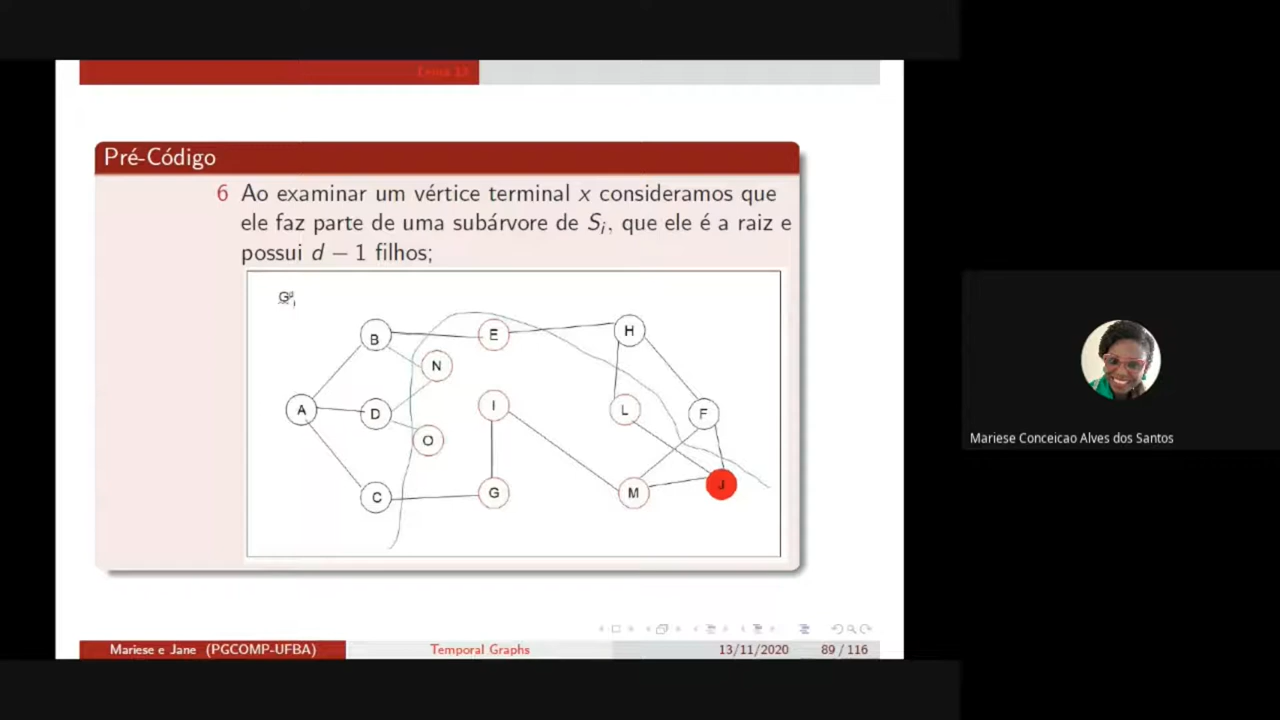 Lema 13
Pré-Código
6 Ao examinar um vértice terminal x consideramos que
ele faz parte de uma subárvore de Si, que ele é a raiz e
possui d − 1 filhos;
B
E
H
N
A
D
I
L
F
O
C
G
M
J
Mariese Conceicao Alves dos Santos
Mariese e Jane (PGCOMP-UFBA)
Temporal Graphs
13/11/2020
89 / 116